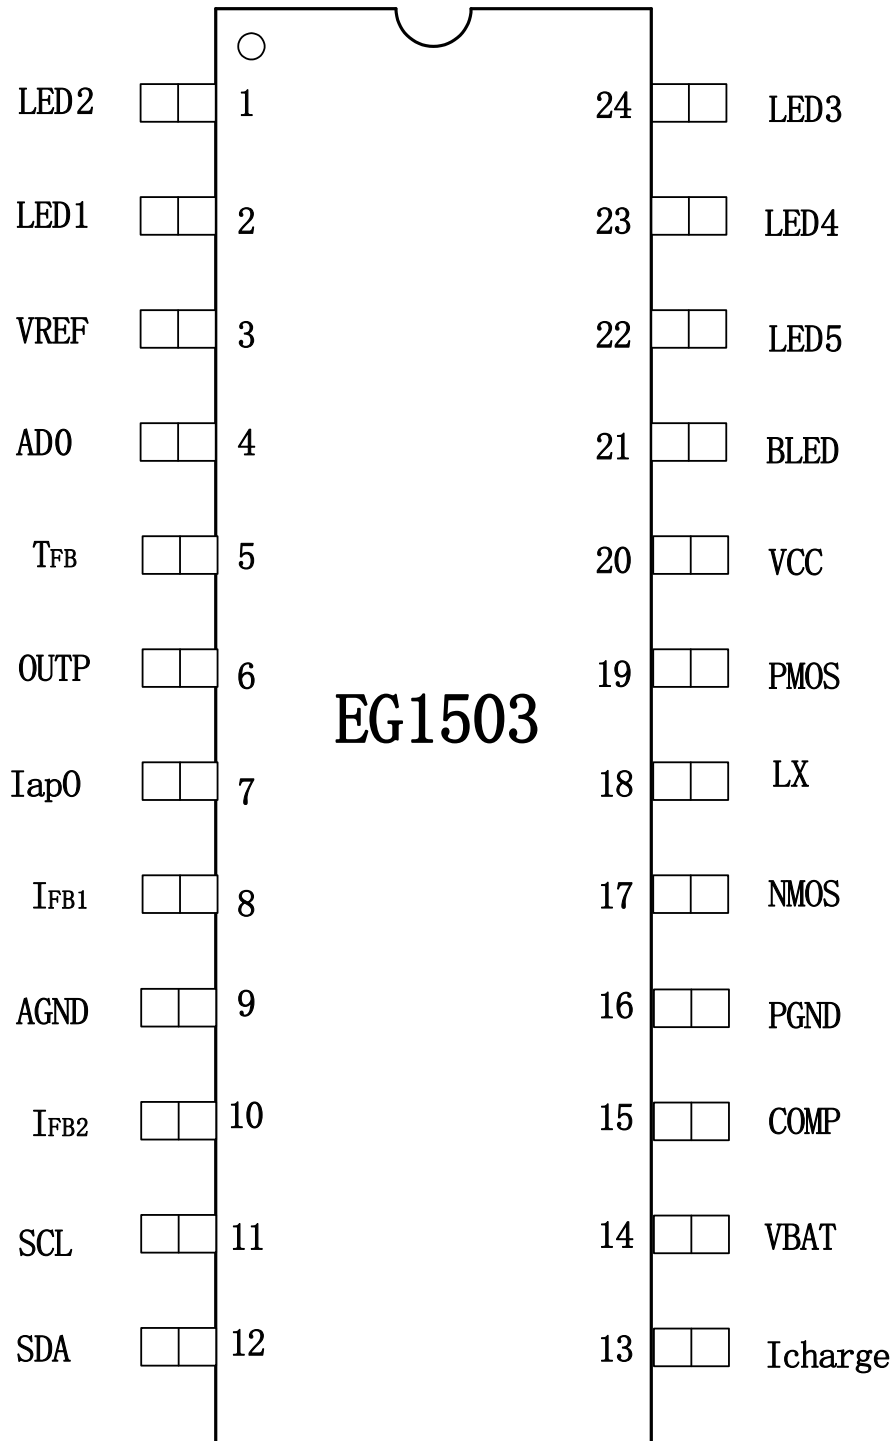 LED2 1 24 LED3
LED1 2 23 LED4
VREF 3 22 LED5
AD0 4 21 BLED
TFB 5 20 VCC
OUTP 6 19 PMOS
EG1503
Iap0 7 18 LX
IFB1 8 17 NMOS
AGND 9 16 PGND
IFB2 10 15 COMP
SCL 11 14 VBAT
SDA 12 13 Icharge